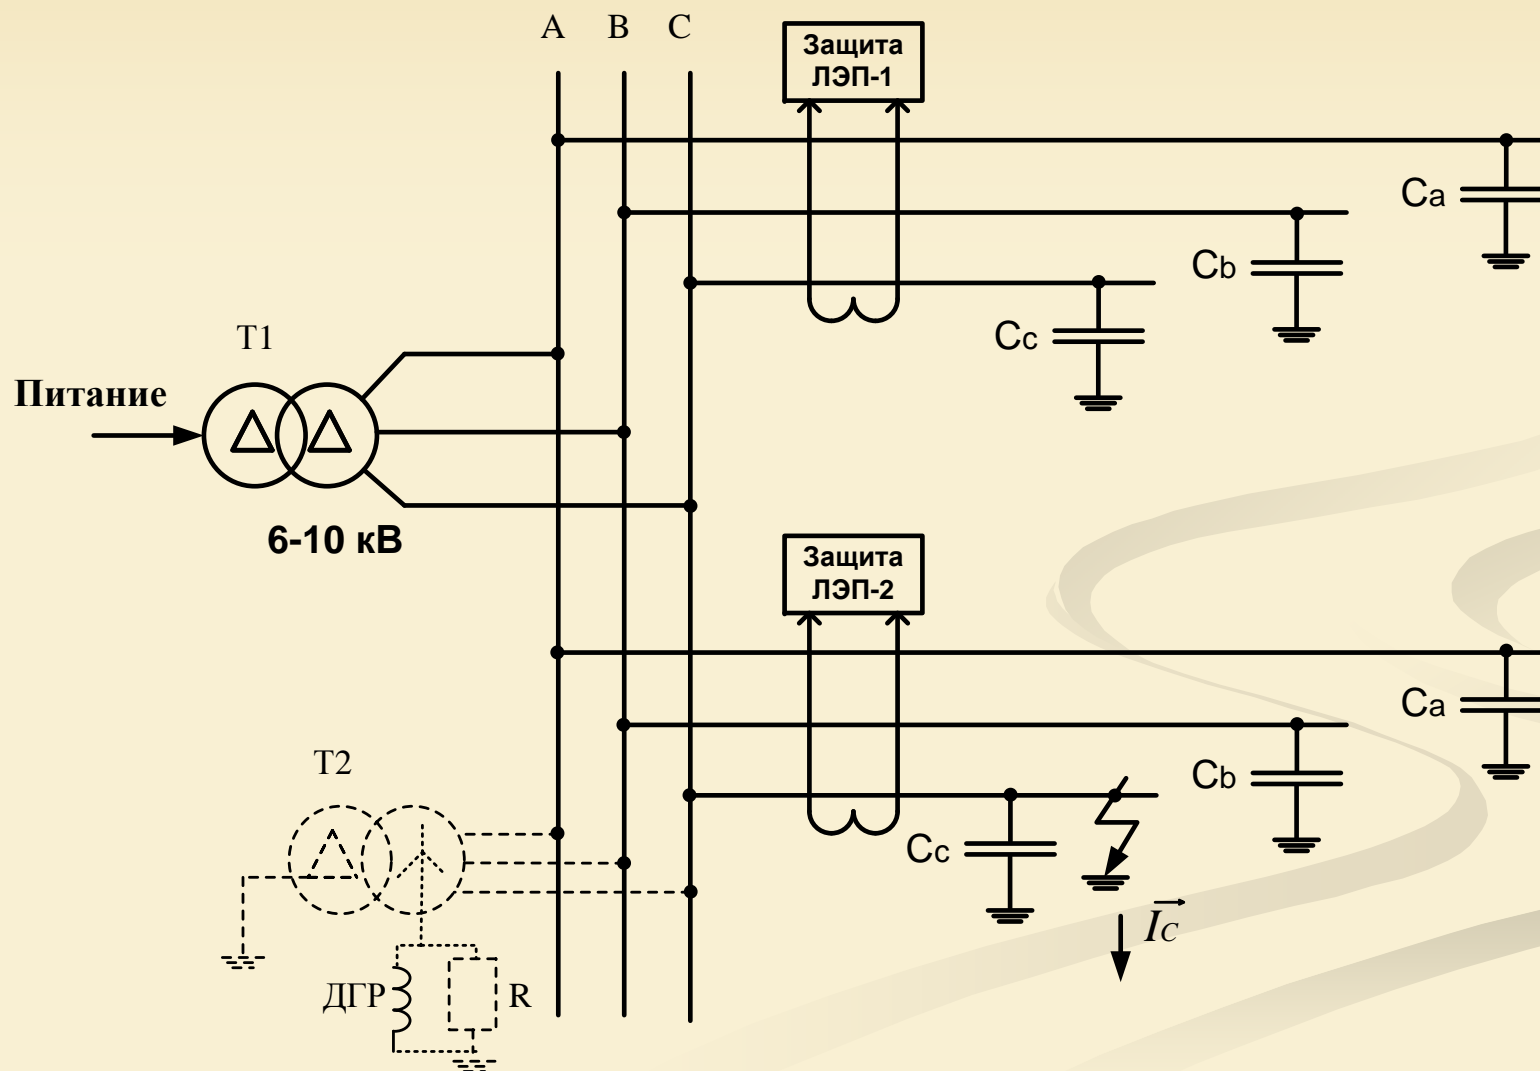 A B C
Защита
ЛЭП-1
Ca
Cb
Cc
T1
Питание
6-10 кВ
Защита
ЛЭП-2
Ca
Cb
Cc
T2
IC
ДГР
R